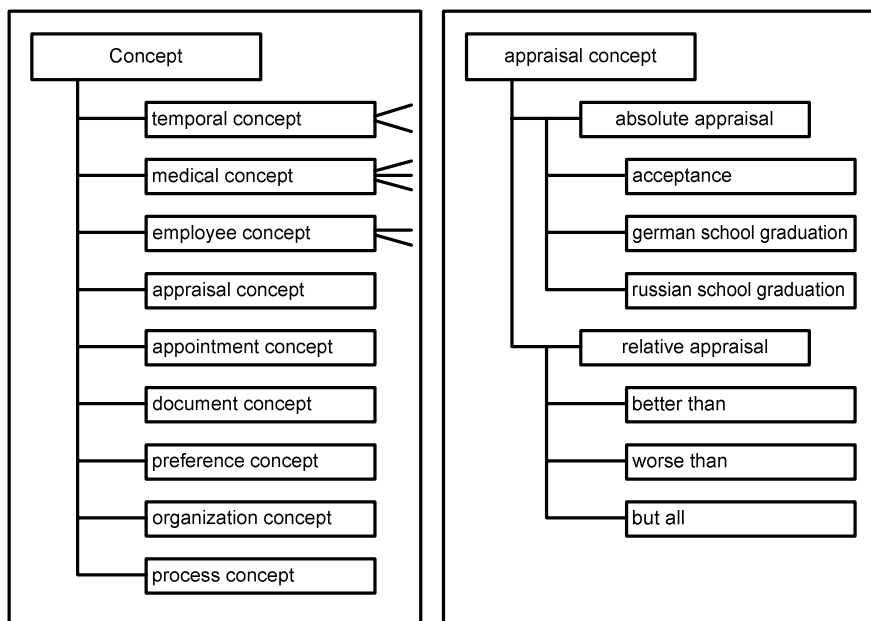 Concept
temporal concept
medical concept
employee concept
appraisal concept
appointment concept
document concept
preference concept
organization concept
process concept
appraisal concept
absolute appraisal
acceptance
german school graduation
russian school graduation
relative appraisal
better than
worse than
but all